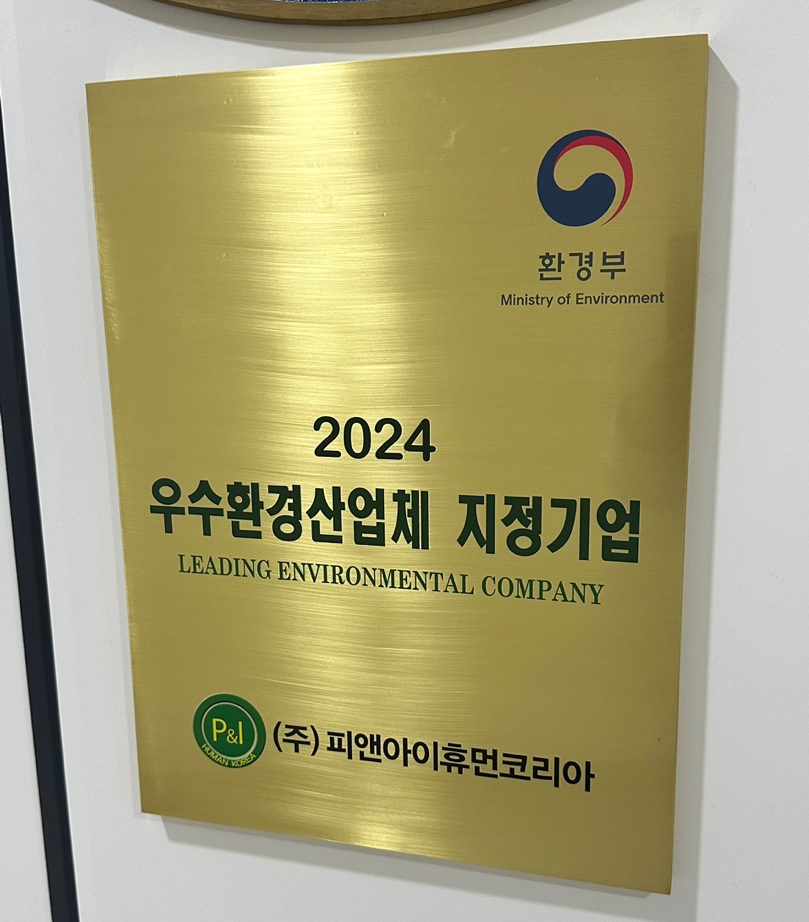 환경부
Ministry of Environment
2024
우수환경산업체 지정기업
LEADING ENVIRONMENTAL COMPANY
P&I
HUMAN KOREA
(주) 피앤아이휴먼코리아